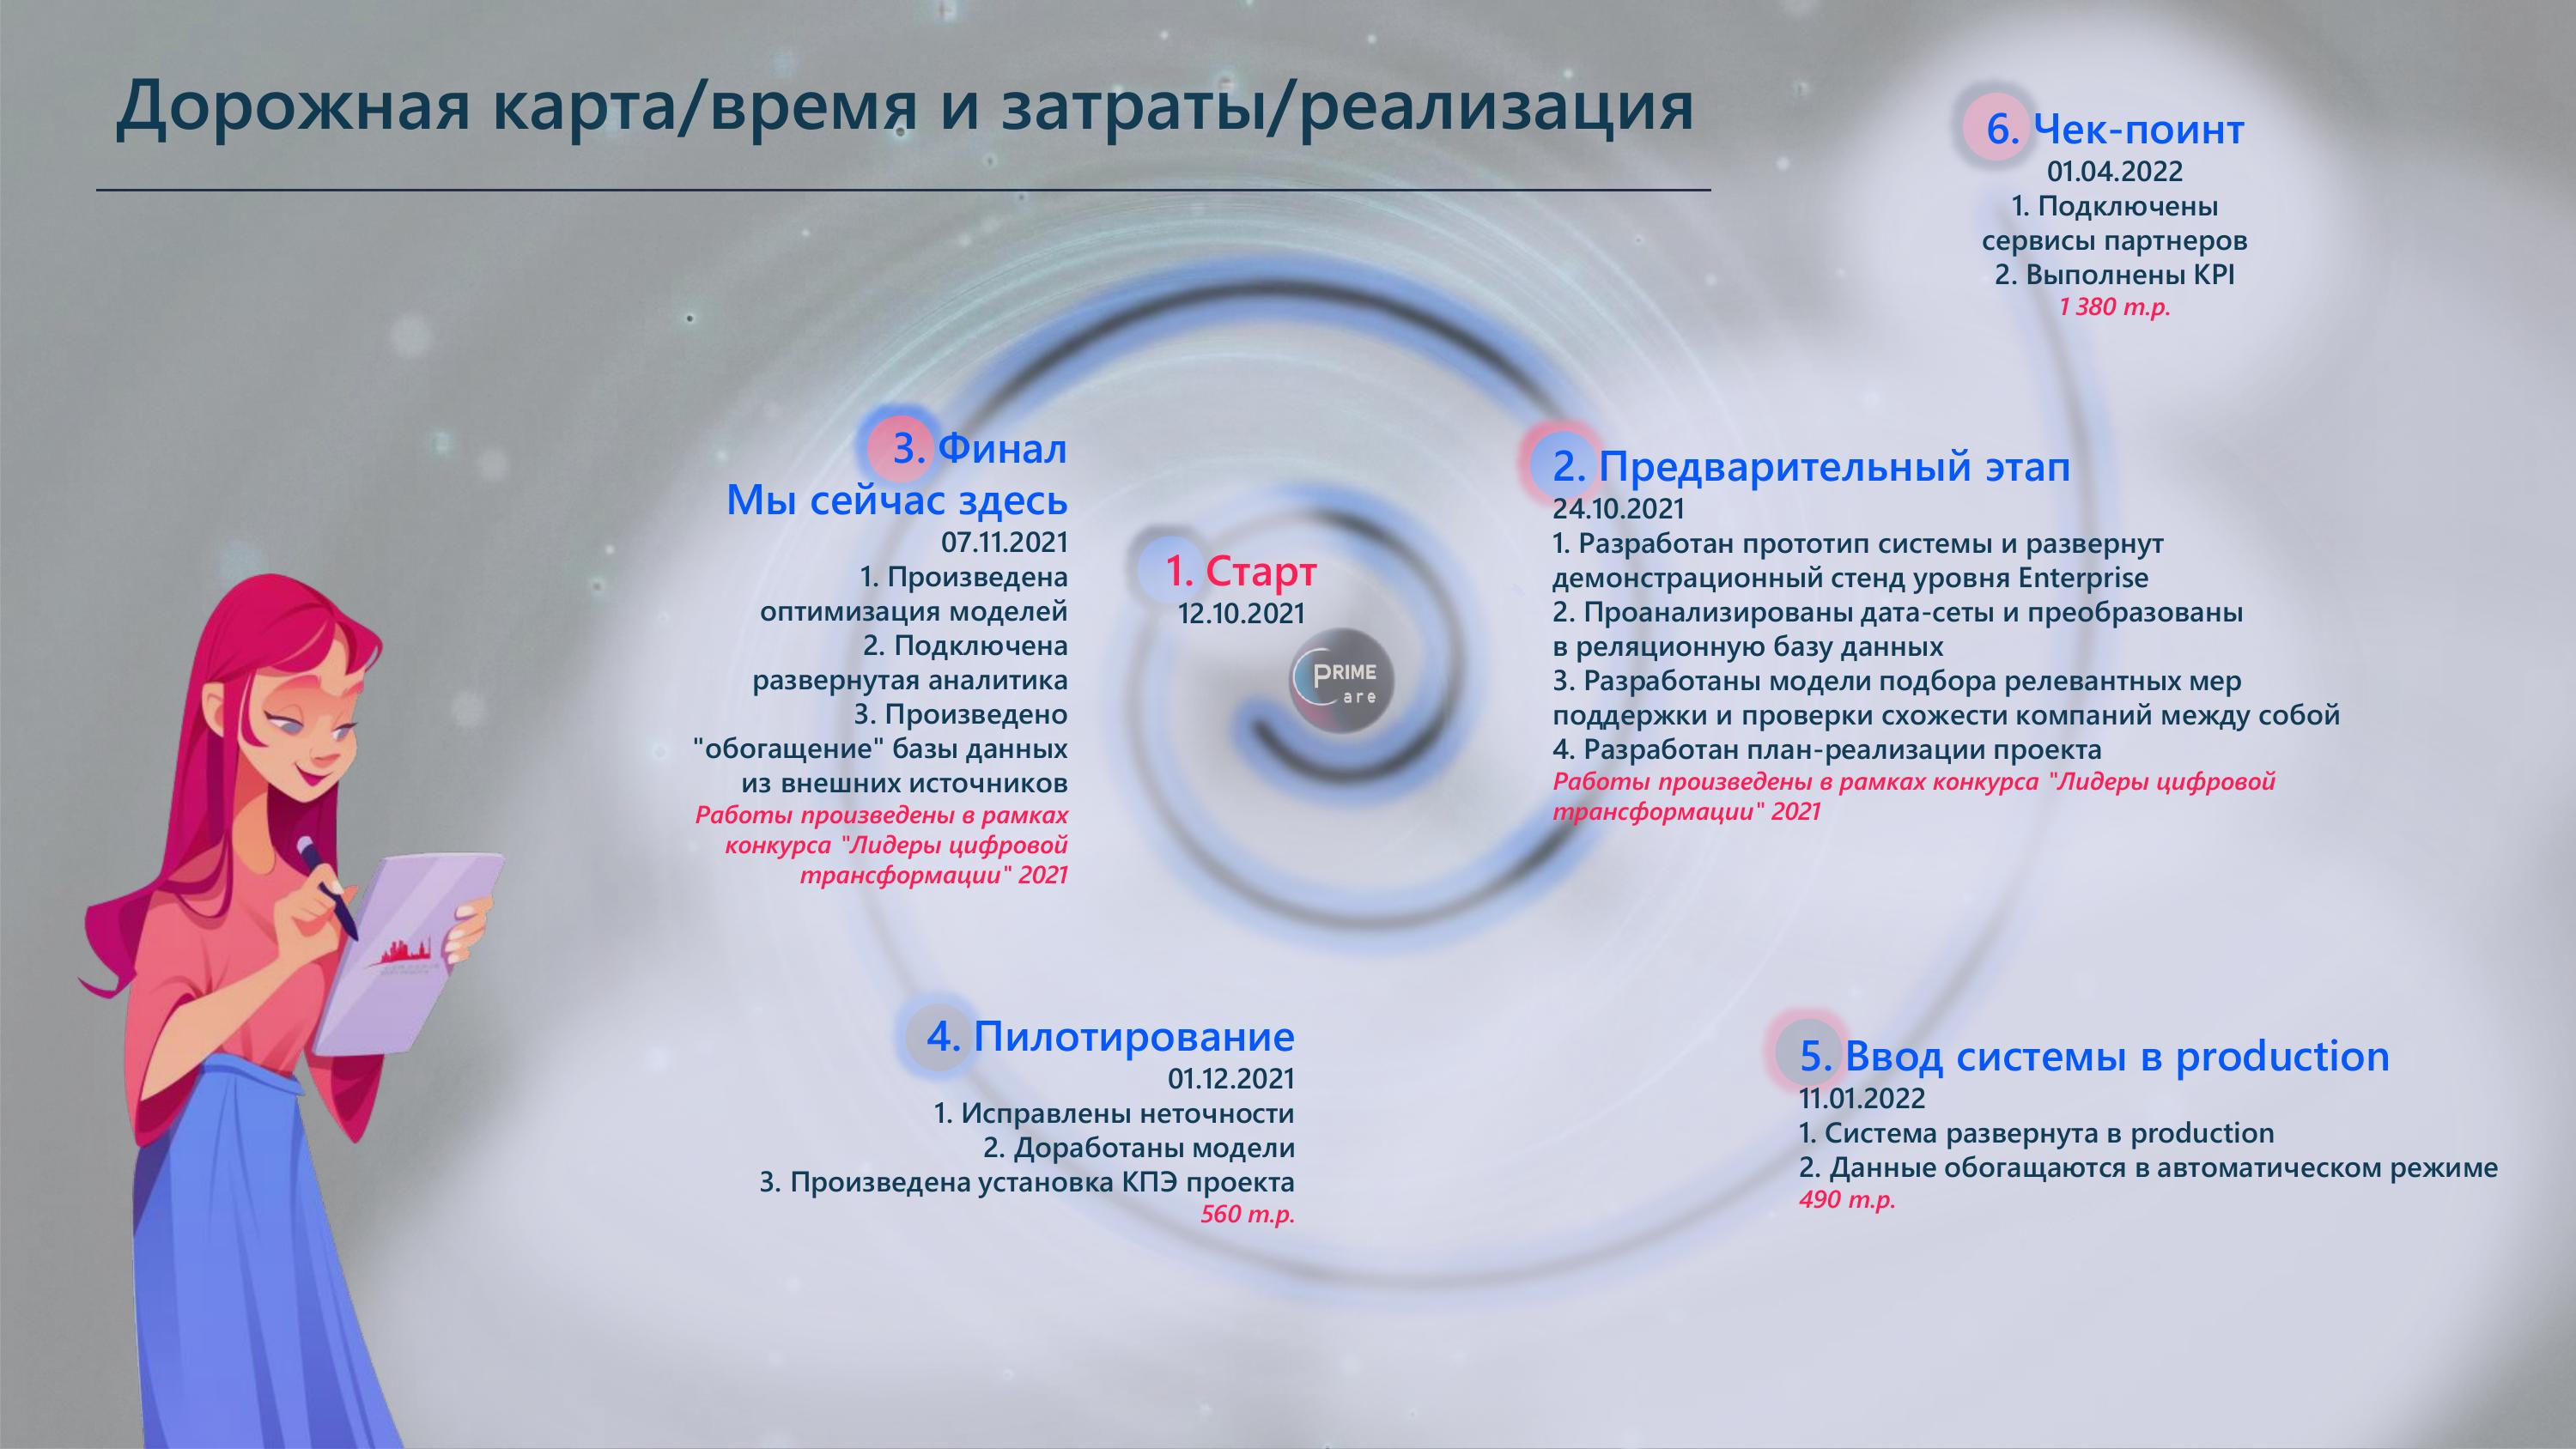 Дорожная карта/время и затраты/реализация
1. Старт
12.10.2021
PRIME
are
2. Предварительный этап
24.10.2021
1. Разработан прототип системы и развернут
демонстрационный стенд уровня Enterprise
2. Проанализированы дата-сеты и преобразованы
в реляционную базу данных
3. Разработаны модели подбора релевантных мер
поддержки и проверки схожести компаний между собой
4. Разработан план-реализации проекта
Работы произведены в рамках конкурса "Лидеры цифровой
трансформации" 2021
3. Финал
Мы сейчас здесь
07.11.2021
1. Произведена
оптимизация моделей
2. Подключена
развернутая аналитика
3. Произведено
"обогащение" базы данных
из внешних источников
Работы произведены в рамках
конкурса "Лидеры цифровой
трансформации" 2021
4. Пилотирование
01.12.2021
1. Исправлены неточности
2. Доработаны модели
3. Произведена установка КПЭ проекта
560 т.р.
5. Ввод системы в production
11.01.2022
1. Система развернута в production
2. Данные обогащаются в автоматическом режиме
490 т.р.
6. Чек-поинт
01.04.2022
1. Подключены
сервисы партнеров
2. Выполнены KPI
1 380 т.р.